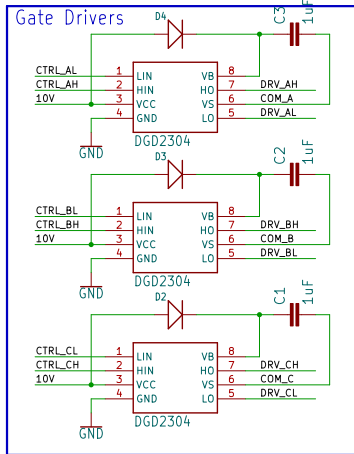 Gate Drivers
D4
C3
1uF
CTRL_AL 1 LIN VB 8
CTRL_AH 2 HIN HO 7 DRV_AH
10V 3 VCC VS 6 COM_A
4 GND LO 5 DRV_AL
GND
DGD2304
D3
C2
1uF
CTRL_BL 1 LIN VB 8
CTRL_BH 2 HIN HO 7 DRV_BH
10V 3 VCC VS 6 COM_B
4 GND LO 5 DRV_BL
GND
DGD2304
D2
C1
1uF
CTRL_CL 1 LIN VB 8
CTRL_CH 2 HIN HO 7 DRV_CH
10V 3 VCC VS 6 COM_C
4 GND LO 5 DRV_CL
GND
DGD2304